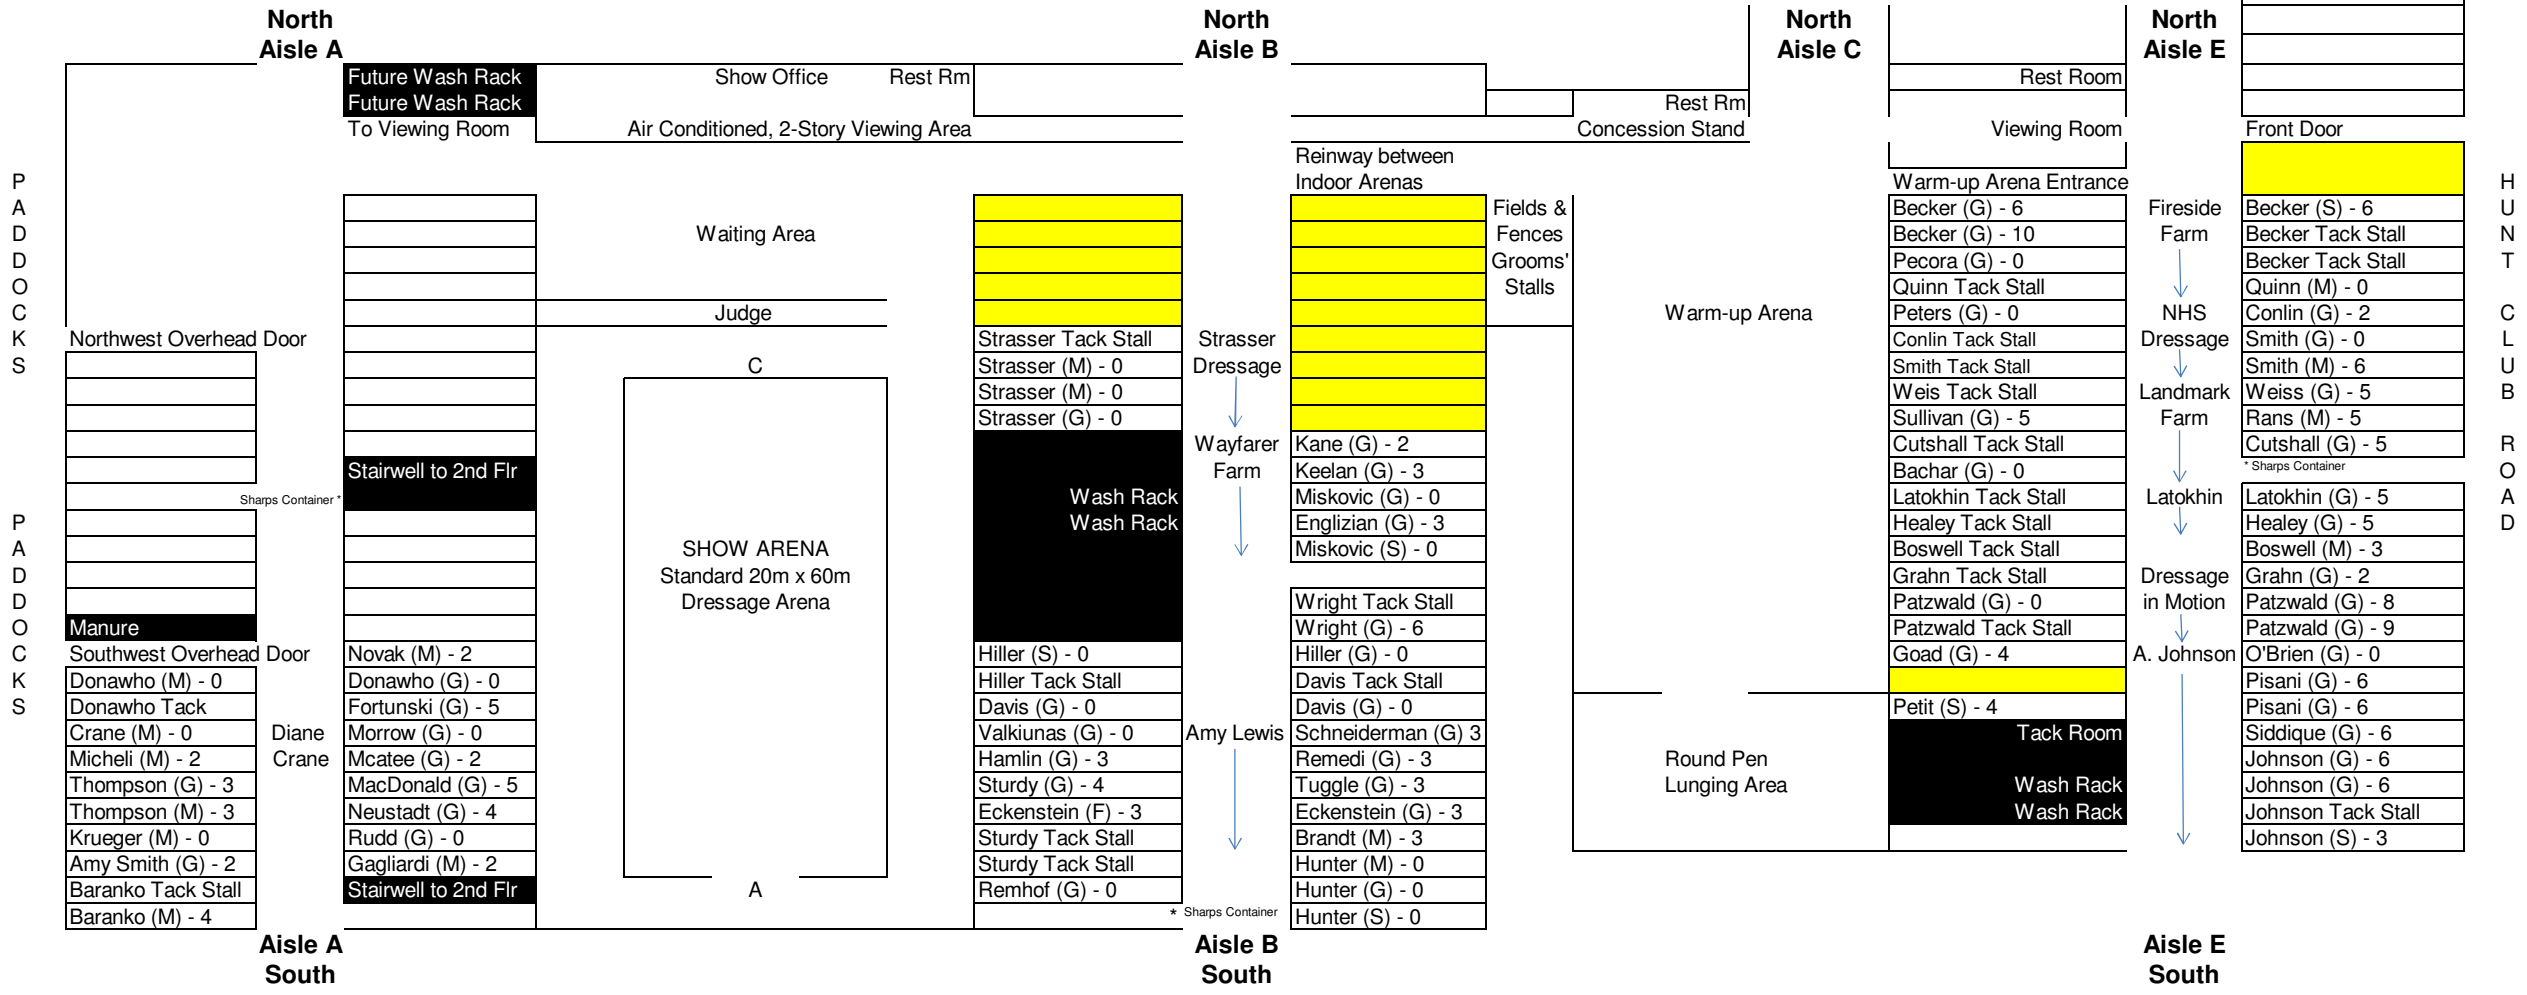 North
Aisle A
North
Aisle B
North
Aisle C
North
Aisle E
Future Wash Rack
Show Office
Rest Rm
Rest Room
Future Wash Rack
Rest Rm
To Viewing Room
Air Conditioned, 2-Story Viewing Area
Concession Stand
Viewing Room
Front Door
PADDOCKS
PADDOCKS
Northwest Overhead Door
Sharps Container *
Manure
Southwest Overhead Door
Donawho (M) - 0
Donawho Tack
Crane (M) - 0
Micheli (M) - 2
Thompson (G) - 3
Thompson (M) - 3
Krueger (M) - 0
Amy Smith (G) - 2
Baranko Tack Stall
Baranko (M) - 4
Diane
Crane
Stairwell to 2nd Flr
Novak (M) - 2
Donawho (G) - 0
Fortunski (G) - 5
Morrow (G) - 0
Mcatee (G) - 2
MacDonald (G) - 5
Neustadt (G) - 4
Rudd (G) - 0
Gagliardi (M) - 2
Stairwell to 2nd Flr
Aisle A
South
Waiting Area
Judge
C
SHOW ARENA
Standard 20m x 60m
Dressage Arena
A
Strasser Tack Stall
Strasser (M) - 0
Strasser (M) - 0
Strasser (G) - 0
Wash Rack
Wash Rack
Hiller (S) - 0
Hiller Tack Stall
Davis (G) - 0
Valkiunas (G) - 0
Hamlin (G) - 3
Sturdy (G) - 4
Eckenstein (F) - 3
Sturdy Tack Stall
Sturdy Tack Stall
Remhof (G) - 0
Strasser
Dressage
Wayfarer
Farm
Amy Lewis
* Sharps Container
Aisle B
South
Reinway between
Indoor Arenas
Kane (G) - 2
Keelan (G) - 3
Miskovic (G) - 0
Englizian (G) - 3
Miskovic (S) - 0
Wright Tack Stall
Wright (G) - 6
Hiller (G) - 0
Davis Tack Stall
Davis (G) - 0
Schneiderman (G) 3
Remedi (G) - 3
Tuggle (G) - 3
Eckenstein (G) - 3
Brandt (M) - 3
Hunter (M) - 0
Hunter (G) - 0
Hunter (S) - 0
Fields &
Fences
Grooms'
Stalls
Warm-up Arena
Round Pen
Lunging Area
Warm-up Arena Entrance
Becker (G) - 6
Becker (G) - 10
Pecora (G) - 0
Quinn Tack Stall
Peters (G) - 0
Conlin Tack Stall
Smith Tack Stall
Weis Tack Stall
Sullivan (G) - 5
Cutshall Tack Stall
Bachar (G) - 0
Latokhin Tack Stall
Healey Tack Stall
Boswell Tack Stall
Grahn Tack Stall
Patzwald (G) - 0
Patzwald Tack Stall
Goad (G) - 4
Petit (S) - 4
Tack Room
Wash Rack
Wash Rack
Fireside
Farm
NHS
Dressage
Landmark
Farm
Latokhin
Dressage
in Motion
A. Johnson
Aisle E
South
Becker (S) - 6
Becker Tack Stall
Becker Tack Stall
Quinn (M) - 0
Conlin (G) - 2
Smith (G) - 0
Smith (M) - 6
Weiss (G) - 5
Rans (M) - 5
Cutshall (G) - 5
* Sharps Container
Latokhin (G) - 5
Healey (G) - 5
Boswell (M) - 3
Grahn (G) - 2
Patzwald (G) - 8
Patzwald (G) - 9
O'Brien (G) - 0
Pisani (G) - 6
Pisani (G) - 6
Siddique (G) - 6
Johnson (G) - 6
Johnson (G) - 6
Johnson Tack Stall
Johnson (S) - 3
HUNT CLUB ROAD